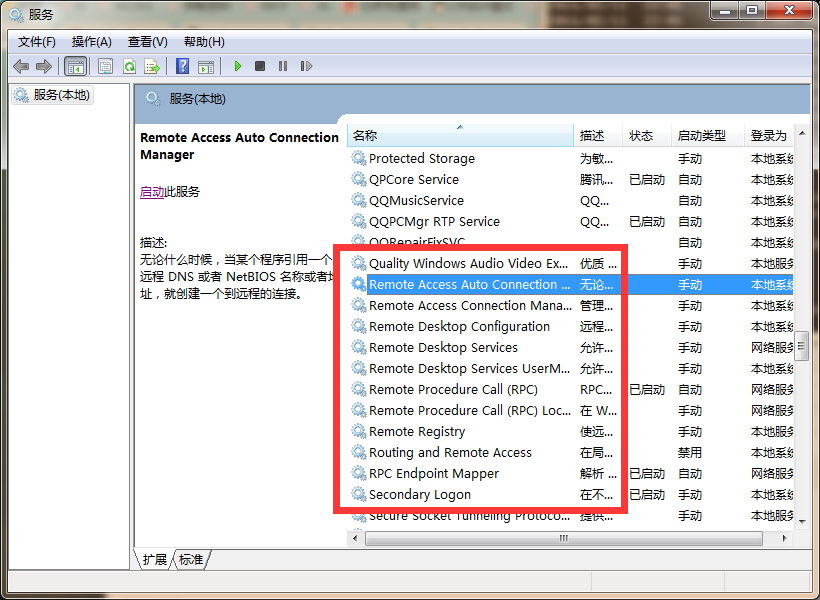 服务
文件(F) 操作(A) 查看(V) 帮助(H)
服务(本地)
服务(本地)
Remote Access Auto Connection Manager
启动此服务
描述:
无论什么时候，当某个程序引用一个
远程 DNS 或者 NetBIOS 名称或者地
址，就创建一个到远程的连接。
名称 描述 状态 启动类型 登录为
Protected Storage 为敏... 手动 本地系统
QPCore Service 腾讯... 已启动 自动 本地系统
QQMusicService QQ... 自动 本地系统
QQPCMgr RTP Service QQ... 已启动 自动 本地系统
QQRepairFixSVC 自动 本地系统
Quality Windows Audio Video Ex... 优质 ... 手动 本地服务
Remote Access Auto Connection ... 无论... 手动 本地系统
Remote Access Connection Mana... 管理... 手动 本地系统
Remote Desktop Configuration 远程... 手动 本地系统
Remote Desktop Services 允许... 手动 网络服务
Remote Desktop Services UserM... 允许... 手动 本地系统
Remote Procedure Call (RPC) RPC... 已启动 自动 网络服务
Remote Procedure Call (RPC) Loc... 在 W... 手动 网络服务
Remote Registry 使远... 手动 本地服务
Routing and Remote Access 在局... 禁用 本地系统
RPC Endpoint Mapper 解析 ... 已启动 自动 网络服务
Secondary Logon 在不... 已启动 手动 本地系统
Secure Socket Tunneling Protoco... 提供... 手动 本地服务
扩展 标准